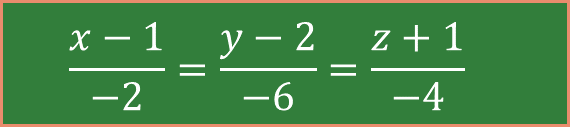 (x − 1)/(−2) = (y − 2)/(−6) = (z + 1)/(−4)